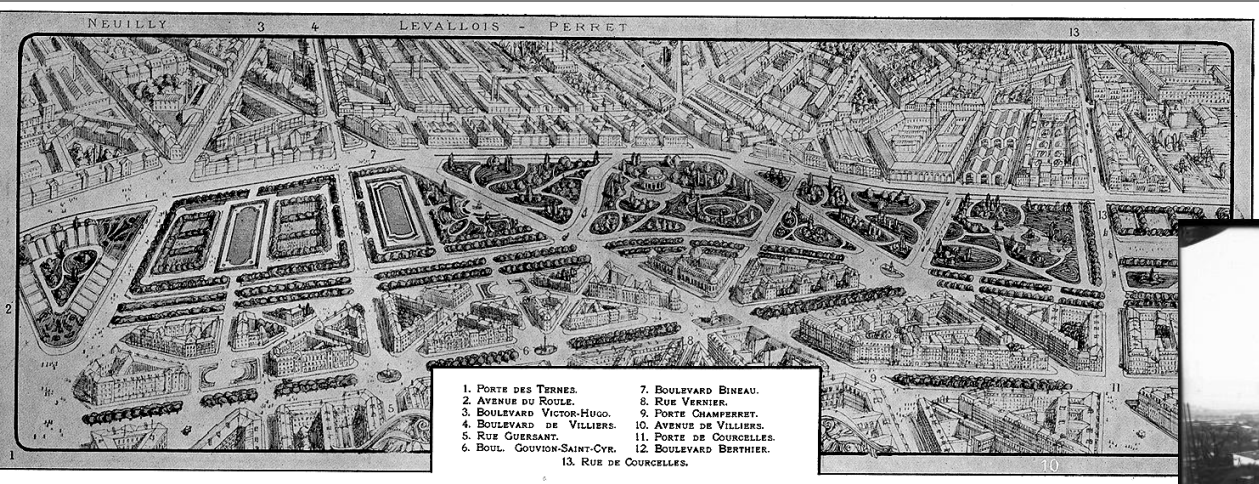 NEUILLY 3 4 LEVALLOIS - PERRET 13
7
13
2
6
8
9
5
11
1. PORTE DES TERNES.
2. AVENUE DU ROULE.
3. BOULEVARD VICTOR-HUGO.
4. BOULEVARD DE VILLIERS.
5. RUE GUERSANT.
6. BOUL. GOUVION-SAINT-CYR.
7. BOULEVARD BINEAU.
8. RUE VERNIER.
9. PORTE CHAMPERRET.
10. AVENUE DE VILLIERS.
11. PORTE DE COURCELLES.
12. BOULEVARD BERTHIER.
13. RUE DE COURCELLES.
1
10